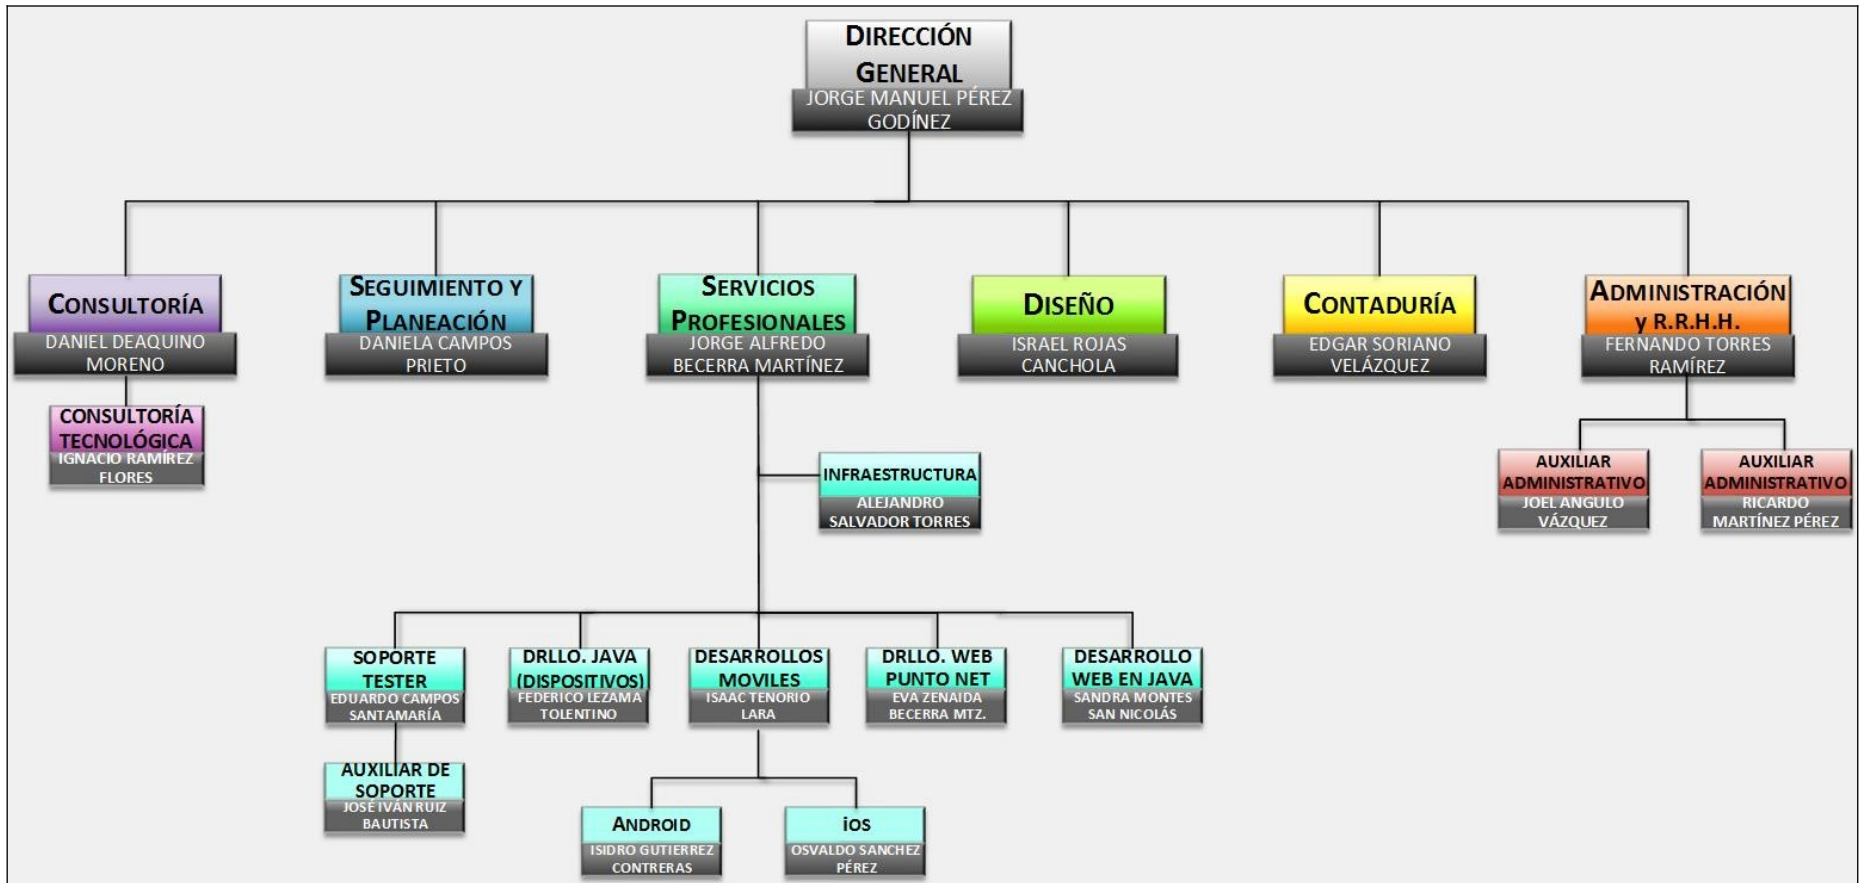 DIRECCIÓN
GENERAL
JORGE MANUEL PÉREZ
GODÍNEZ
CONSULTORÍA
DANIEL DEAQUINO
MORENO
SEGUIMIENTO Y
PLANEACIÓN
DANIELA CAMPOS
PRIETO
SERVICIOS
PROFESIONALES
JORGE ALFREDO
BECERRA MARTÍNEZ
DISEÑO
ISRAEL ROJAS
CANCHOLA
CONTADURÍA
EDGAR SORIANO
VELÁZQUEZ
ADMINISTRACIÓN
y R.R.H.H.
FERNANDO TORRES
RAMÍREZ
CONSULTORÍA
TECNOLÓGICA
IGNACIO RAMÍREZ
FLORES
INFRAESTRUCTURA
ALEJANDRO
SALVADOR TORRES
AUXILIAR
ADMINISTRATIVO
JOEL ANGULO
VÁZQUEZ
AUXILIAR
ADMINISTRATIVO
RICARDO
MARTÍNEZ PÉREZ
SOPORTE
TESTER
EDUARDO CAMPOS
SANTAMARÍA
DRLLO. JAVA
(DISPOSITIVOS)
FEDERICO LEZAMA
TOLENTINO
DESARROLLOS
MOVILES
ISAAC TENORIO
LARA
DRLLO. WEB
PUNTO NET
EVA ZENAIDA
BECERRA MTZ.
DESARROLLO
WEB EN JAVA
SANDRA MONTES
SAN NICOLÁS
AUXILIAR DE
SOPORTE
JOSÉ IVÁN RUIZ
BAUTISTA
ANDROID
ISIDRO GUTIERREZ
CONTRERAS
iOS
OSVALDO SANCHEZ
PÉREZ